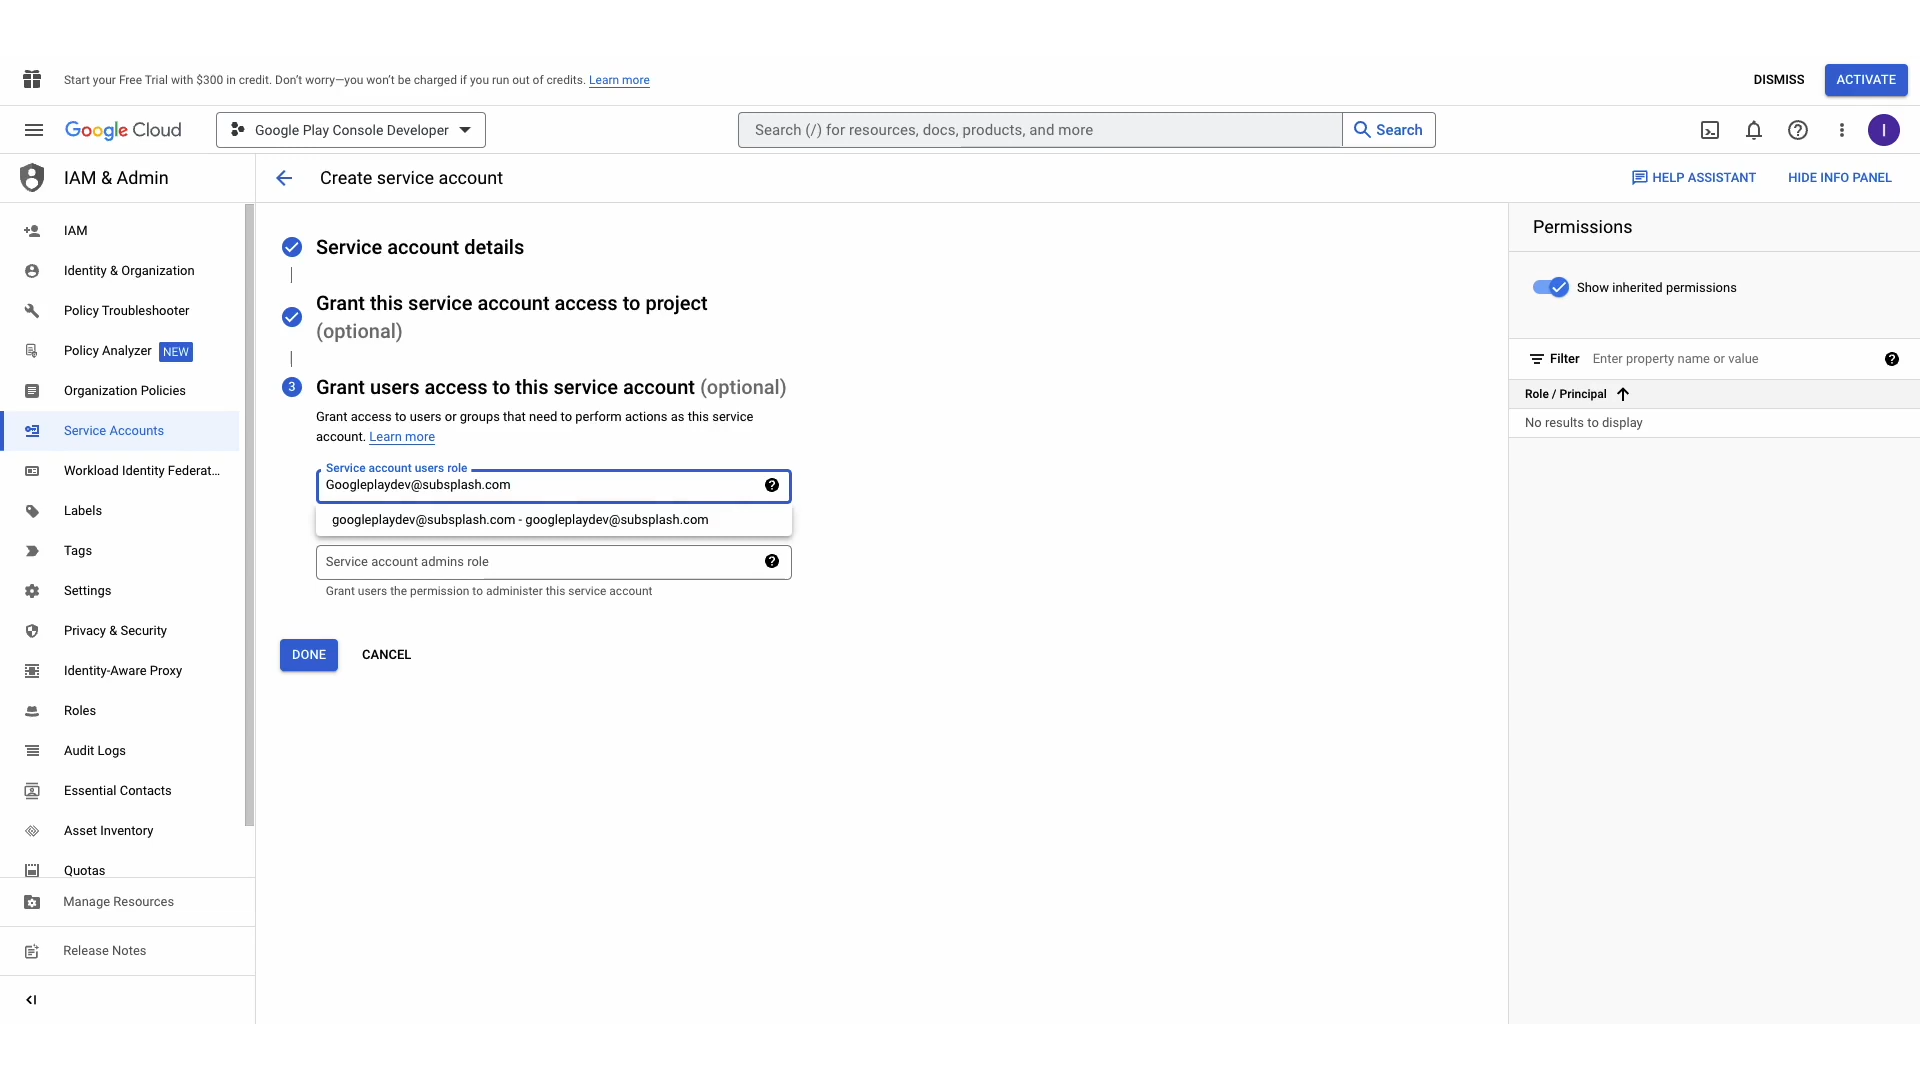 Start your Free Trial with $300 in credit. Don't worry—you won't be charged if you run out of credits. Learn more
DISMISS
ACTIVATE
Google Cloud
Google Play Console Developer
Search (/) for resources, docs, products, and more
Search
I
IAM & Admin
Create service account
HELP ASSISTANT
HIDE INFO PANEL
IAM
Identity & Organization
Policy Troubleshooter
Policy Analyzer NEW
Organization Policies
Service Accounts
Workload Identity Federat...
Labels
Tags
Settings
Privacy & Security
Identity-Aware Proxy
Roles
Audit Logs
Essential Contacts
Asset Inventory
Quotas
Manage Resources
Release Notes
Service account details
Grant this service account access to project
(optional)
3 Grant users access to this service account (optional)
Grant access to users or groups that need to perform actions as this service
account. Learn more
Service account users role
Googleplaydev@subsplash.com
googleplaydev@subsplash.com - googleplaydev@subsplash.com
Service account admins role
Grant users the permission to administer this service account
DONE
CANCEL
Permissions
Show inherited permissions
Filter Enter property name or value
Role / Principal
No results to display